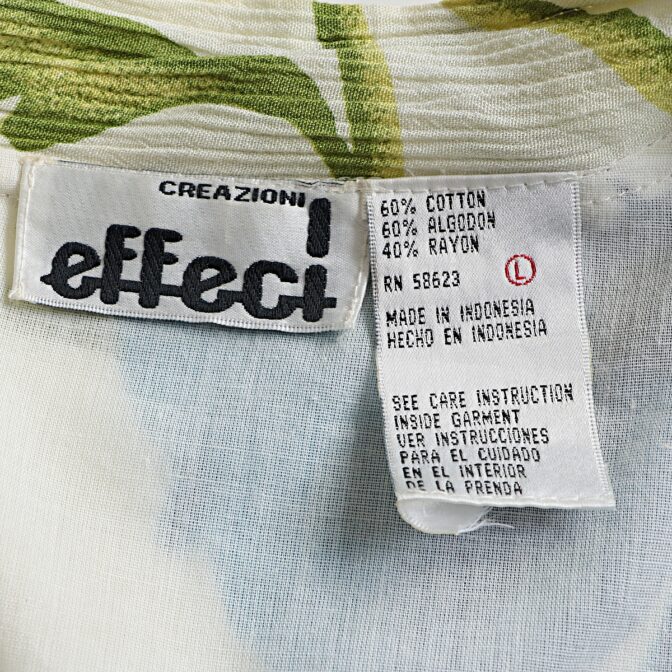 CREAZIONI
effect
60% COTTON
60% ALGODON
40% RAYON
RN 58623
L
MADE IN INDONESIA
HECHO EN INDONESIA
SEE CARE INSTRUCTION
INSIDE GARMENT
VER INSTRUCCIONES
PARA EL CUIDADO
EN EL INTERIOR
DE LA PRENDA